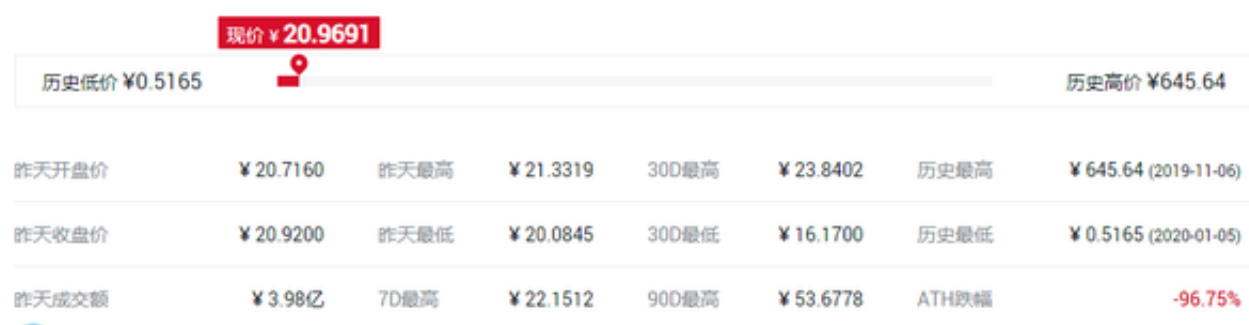 现价 ¥ 20.9691
历史低价 ¥0.5165 历史高价 ¥645.64
昨天开盘价 ¥ 20.7160 昨天最高 ¥ 21.3319 30D最高 ¥ 23.8402 历史最高 ¥ 645.64 (2019-11-06)
昨天收盘价 ¥ 20.9200 昨天最低 ¥ 20.0845 30D最低 ¥ 16.1700 历史最低 ¥ 0.5165 (2020-01-05)
昨天成交额 ¥ 3.98亿 7D最高 ¥ 22.1512 90D最高 ¥ 53.6778 ATH跌幅 -96.75%